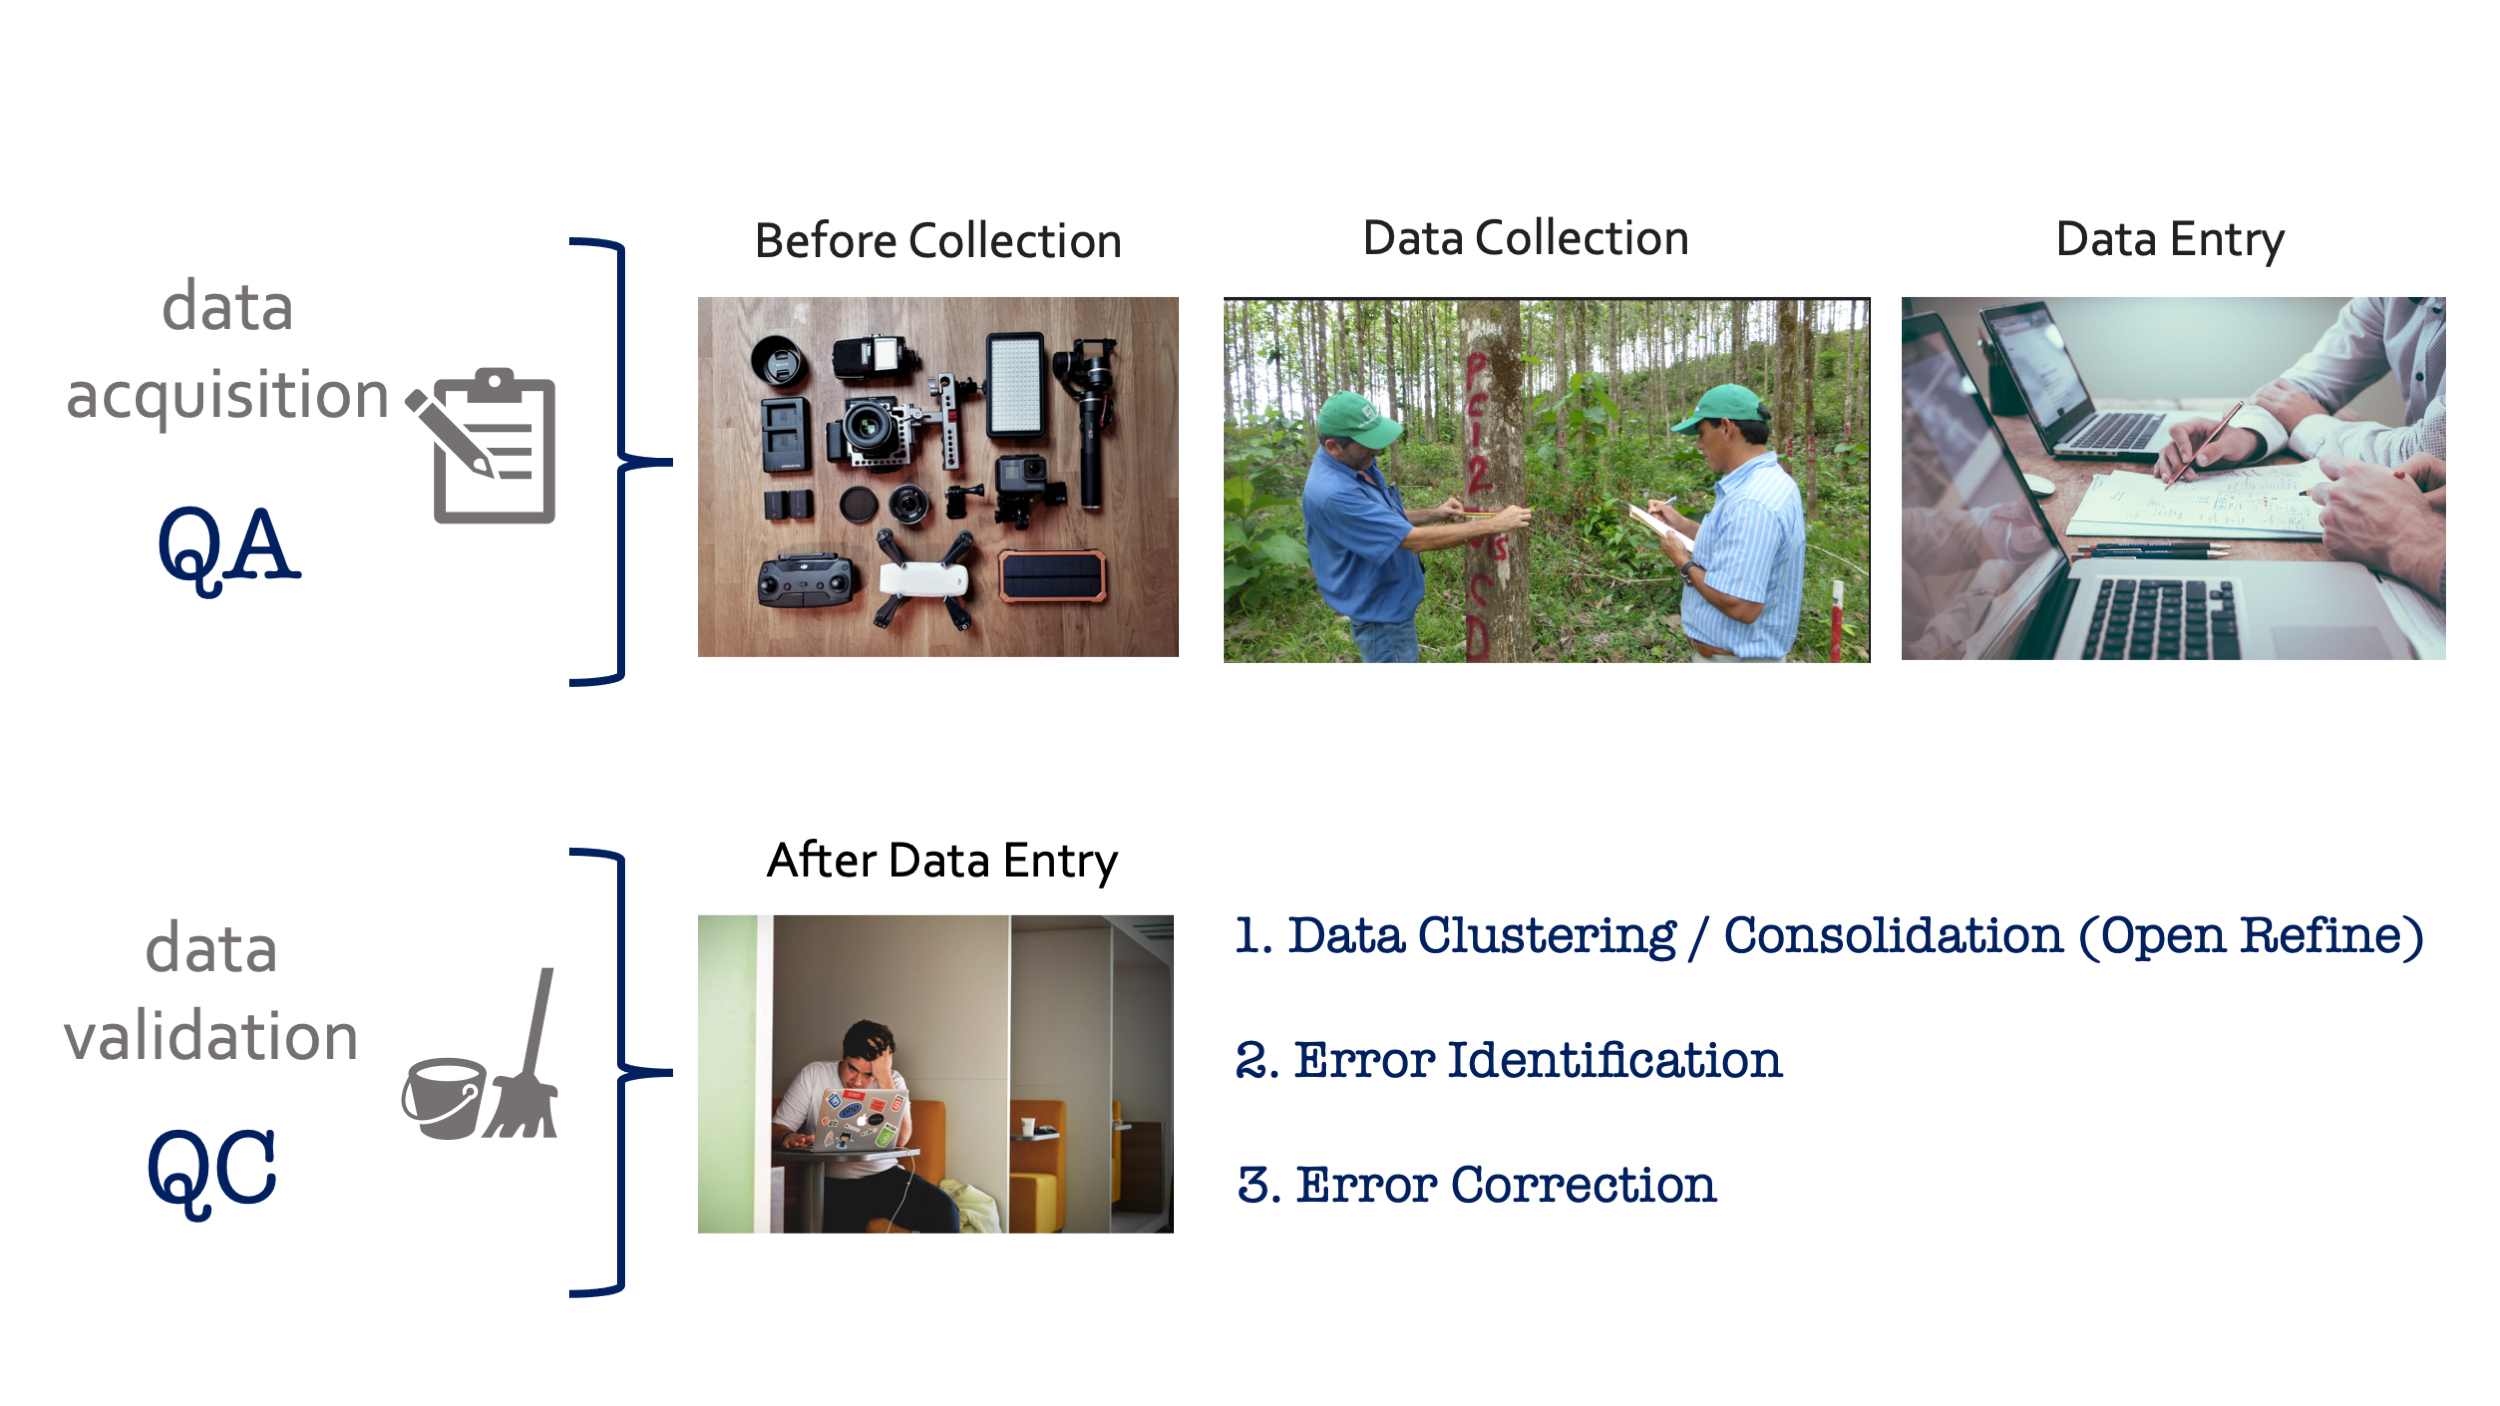 Before Collection
Data Collection
Data Entry
data
acquisition
QA
PC12
C
D
After Data Entry
data
validation
QC
1. Data Clustering / Consolidation (Open Refine)
2. Error Identification
3. Error Correction